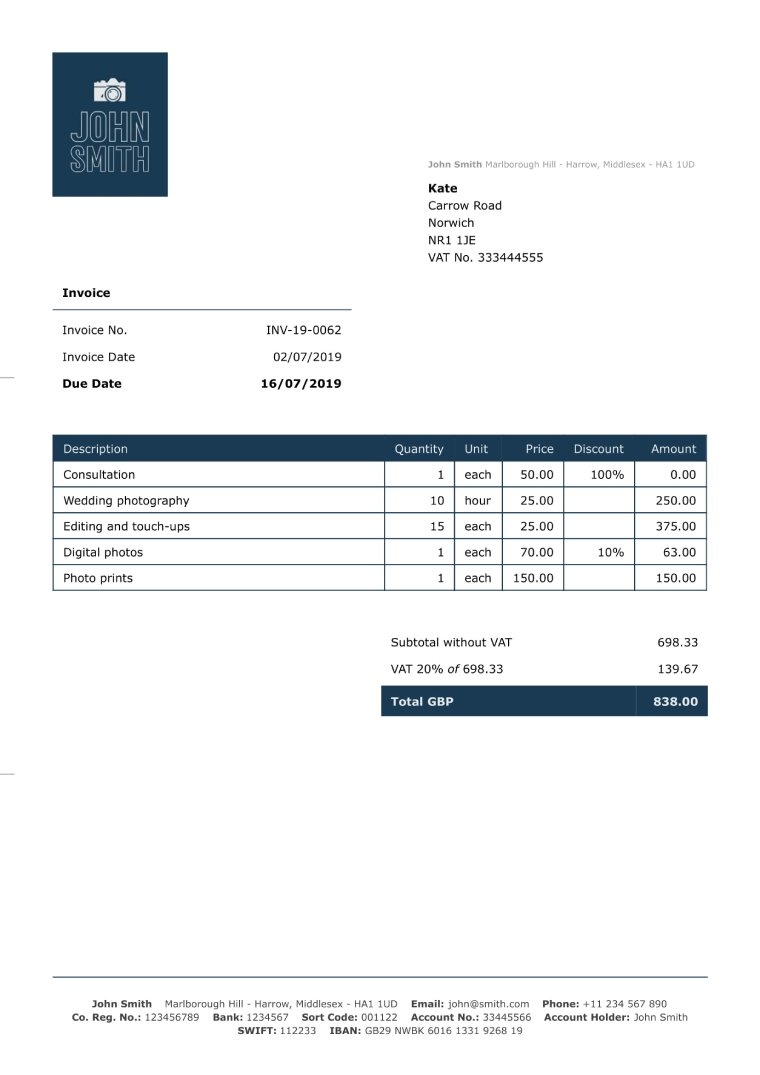 JOHN
SMITH
John Smith Marlborough Hill - Harrow, Middlesex - HA1 1UD
Kate
Carrow Road
Norwich
NR1 1JE
VAT No. 333444555
Invoice
Invoice No. INV-19-0062
Invoice Date 02/07/2019
Due Date 16/07/2019
Description Quantity Unit Price Discount Amount
Consultation 1 each 50.00 100% 0.00
Wedding photography 10 hour 25.00 250.00
Editing and touch-ups 15 each 25.00 375.00
Digital photos 1 each 70.00 10% 63.00
Photo prints 1 each 150.00 150.00
Subtotal without VAT 698.33
VAT 20% of 698.33 139.67
Total GBP 838.00
John Smith Marlborough Hill - Harrow, Middlesex - HA1 1UD Email: john@smith.com Phone: +11 234 567 890
Co. Reg. No.: 123456789 Bank: 1234567 Sort Code: 001122 Account No.: 33445566 Account Holder: John Smith
SWIFT: 112233 IBAN: GB29 NWBK 6016 1331 9268 19